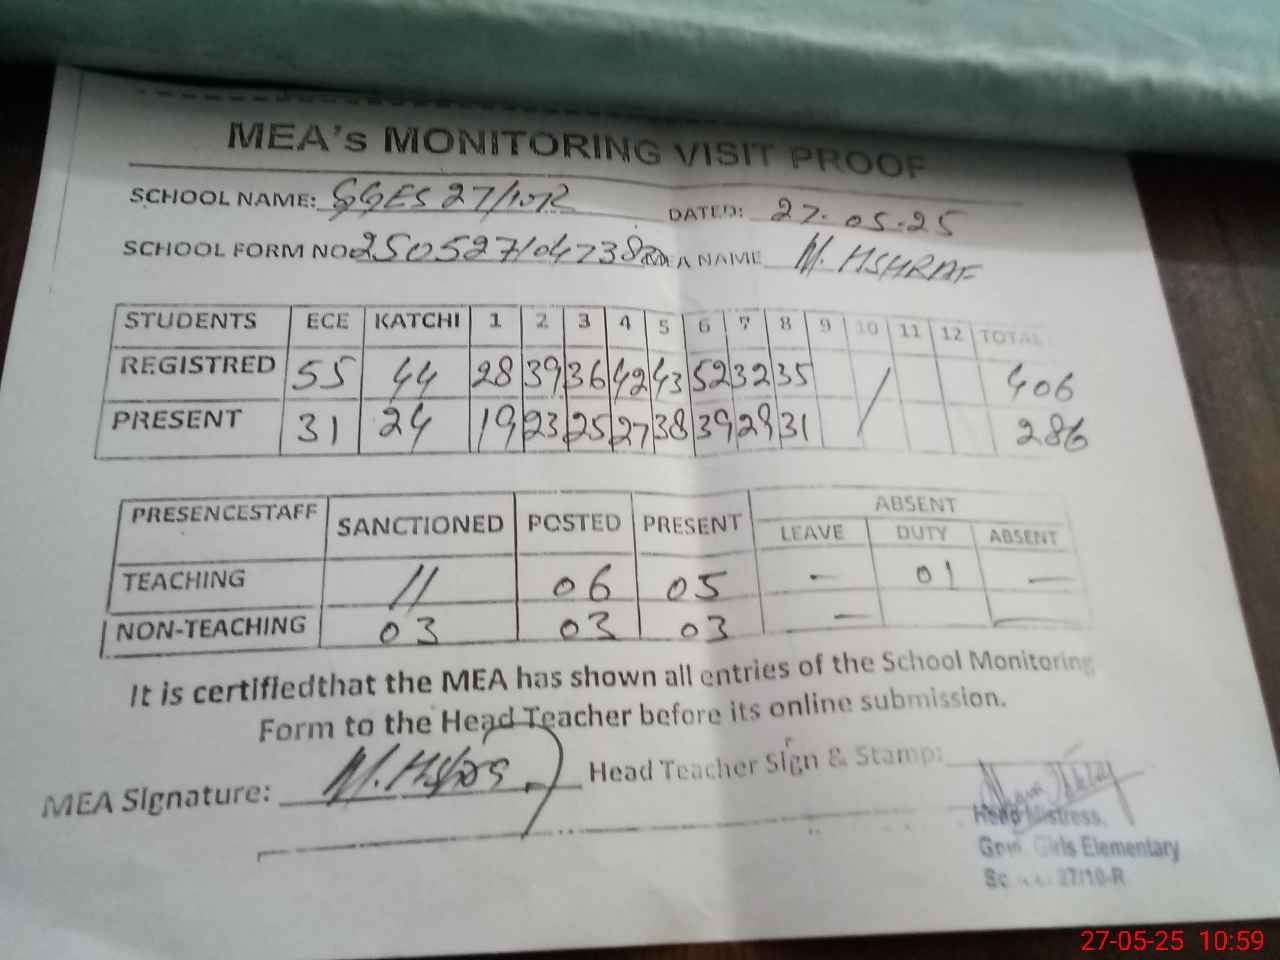 MEA's MONITORING VISIT PROOF
SCHOOL NAME: GGES 27/10R DATED: 27.05.25
SCHOOL FORM NO 250527104738 MEA NAME M. ASHRAF
STUDENTS ECE KATCHI 1 2 3 4 5 6 7 8 9 10 11 12 TOTAL
REGISTRED 55 44 28 39 36 42 43 52 32 35 / 406
PRESENT 31 24 19 23 25 27 38 39 29 31 286
PRESENCESTAFF SANCTIONED POSTED PRESENT ABSENT
LEAVE DUTY ABSENT
TEACHING 11 06 05 - 01 -
NON-TEACHING 03 03 03 - -
It is certifiedthat the MEA has shown all entries of the School Monitoring
Form to the Head Teacher before its online submission.
MEA Signature: Head Teacher Sign & Stamp:
Head Mistress,
Girls Elementary
27/10-R
27-05-25 10:59